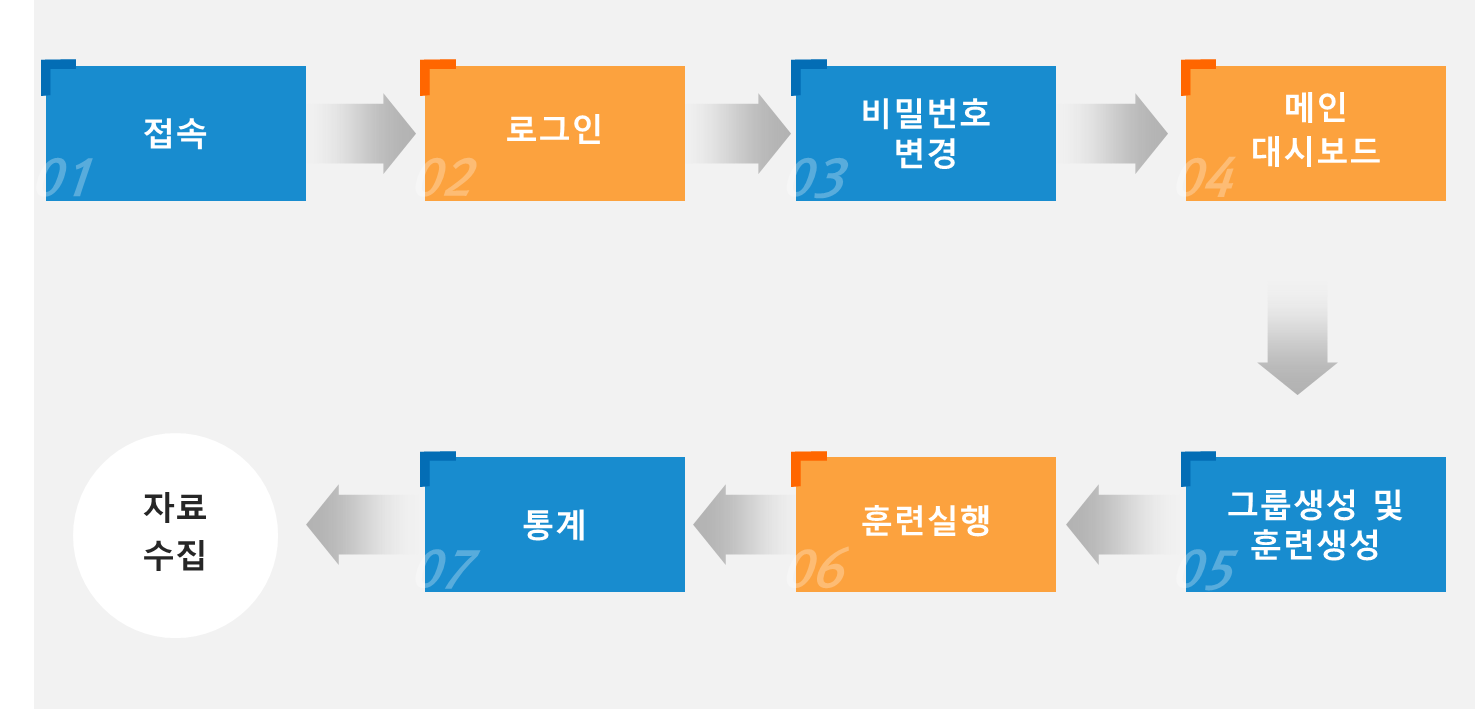 접속
01
로그인
02
비밀번호
변경
03
메인
대시보드
04
그룹생성 및
훈련생성
05
훈련실행
06
통계
07
자료
수집